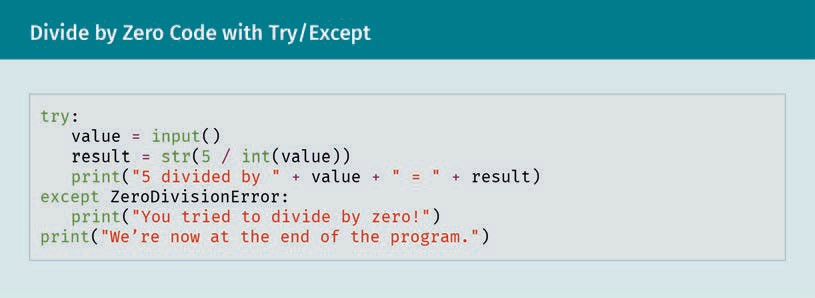 Divide by Zero Code with Try/Except
try:
   value = input()
   result = str(5 / int(value))
   print("5 divided by " + value + " = " + result)
except ZeroDivisionError:
   print("You tried to divide by zero!")
print("We’re now at the end of the program.")